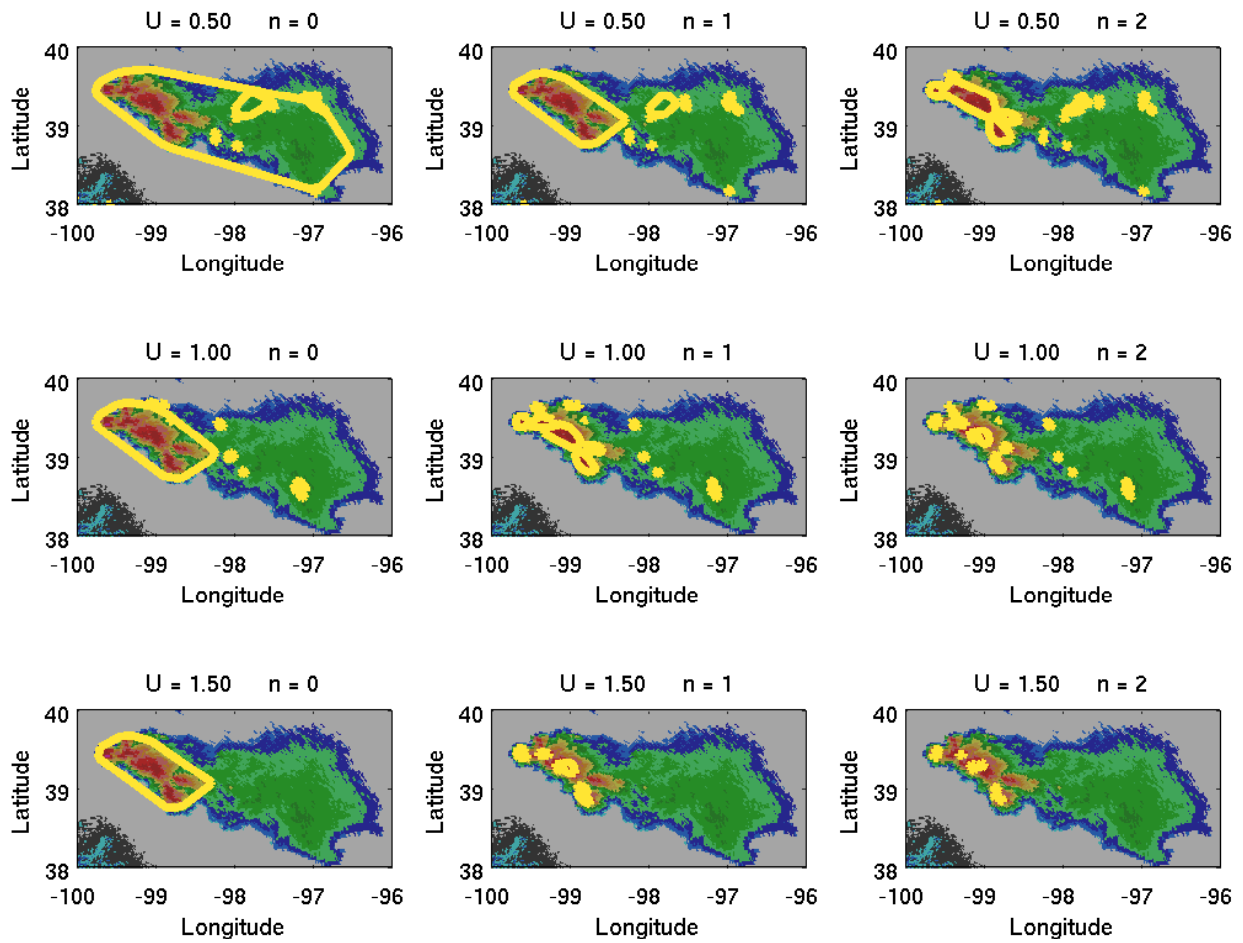 U = 0.50 n = 0
40
39
38
Latitude
-100 -99 -98 -97 -96
Longitude
U = 0.50 n = 1
40
39
38
Latitude
-100 -99 -98 -97 -96
Longitude
U = 0.50 n = 2
40
39
38
Latitude
-100 -99 -98 -97 -96
Longitude
U = 1.00 n = 0
40
39
38
Latitude
-100 -99 -98 -97 -96
Longitude
U = 1.00 n = 1
40
39
38
Latitude
-100 -99 -98 -97 -96
Longitude
U = 1.00 n = 2
40
39
38
Latitude
-100 -99 -98 -97 -96
Longitude
U = 1.50 n = 0
40
39
38
Latitude
-100 -99 -98 -97 -96
Longitude
U = 1.50 n = 1
40
39
38
Latitude
-100 -99 -98 -97 -96
Longitude
U = 1.50 n = 2
40
39
38
Latitude
-100 -99 -98 -97 -96
Longitude